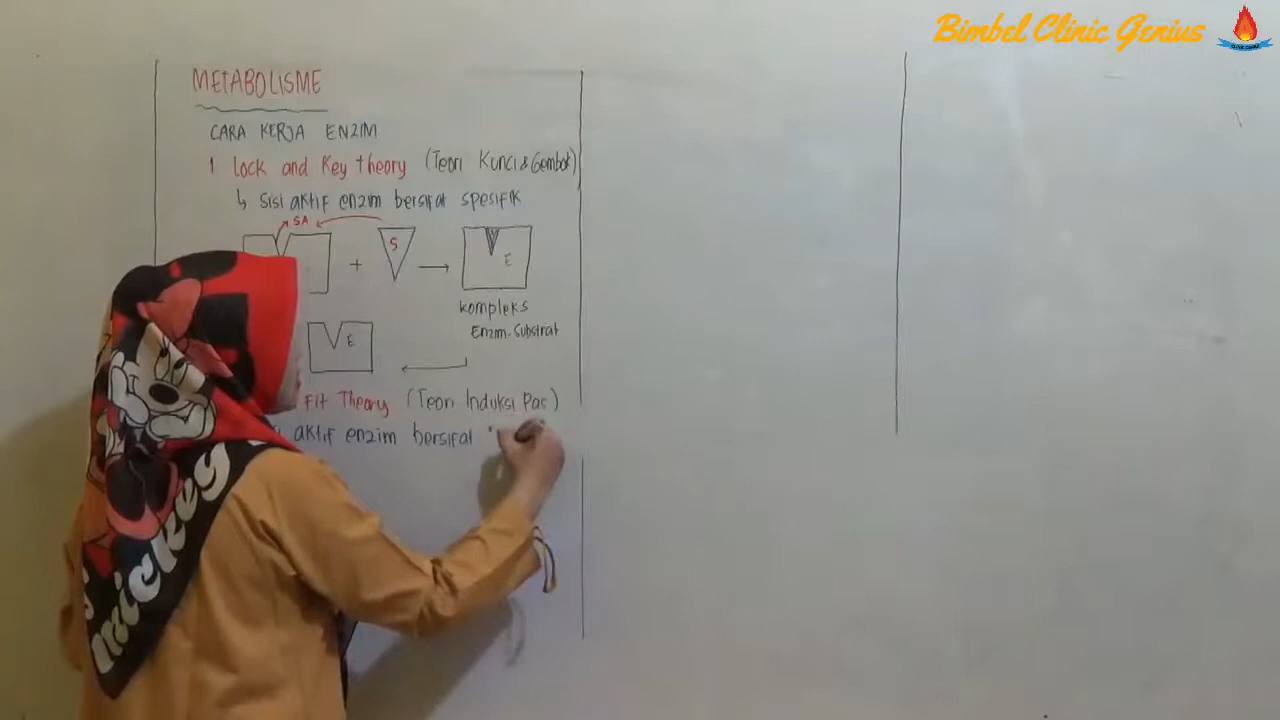 Bimbel Clinic Genius
METABOLISME
CARA KERJA ENZIM
1 Lock and Key theory (Teori Kunci & Gembok)
↳ Sisi aktif enzim bersifat spesifik
SA
+ S → E
kompleks
Enzim-Substrat
E
Fit Theory (Teori Induksi Pas)
aktif enzim bersifat
mickey